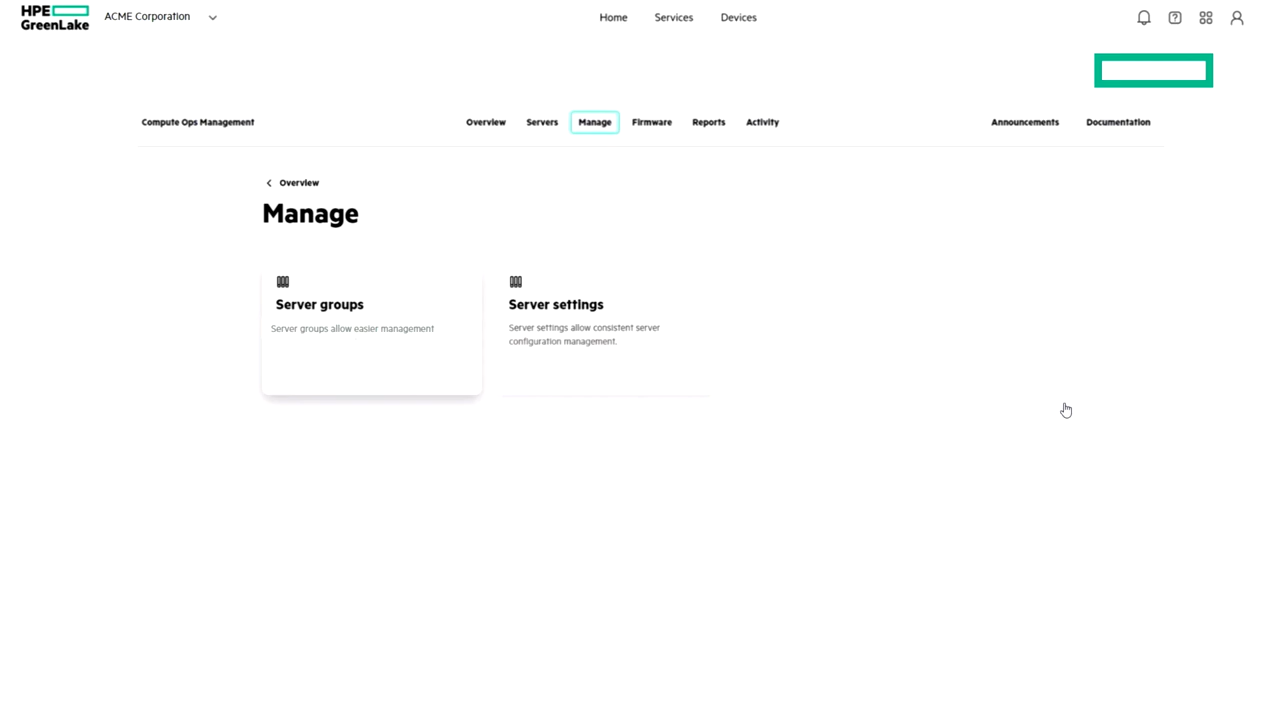 HPE
GreenLake
ACME Corporation
Home Services Devices
Compute Ops Management
Overview Servers Manage Firmware Reports Activity
Announcements Documentation
Overview
Manage
Server groups
Server groups allow easier management
Server settings
Server settings allow consistent server
configuration management.